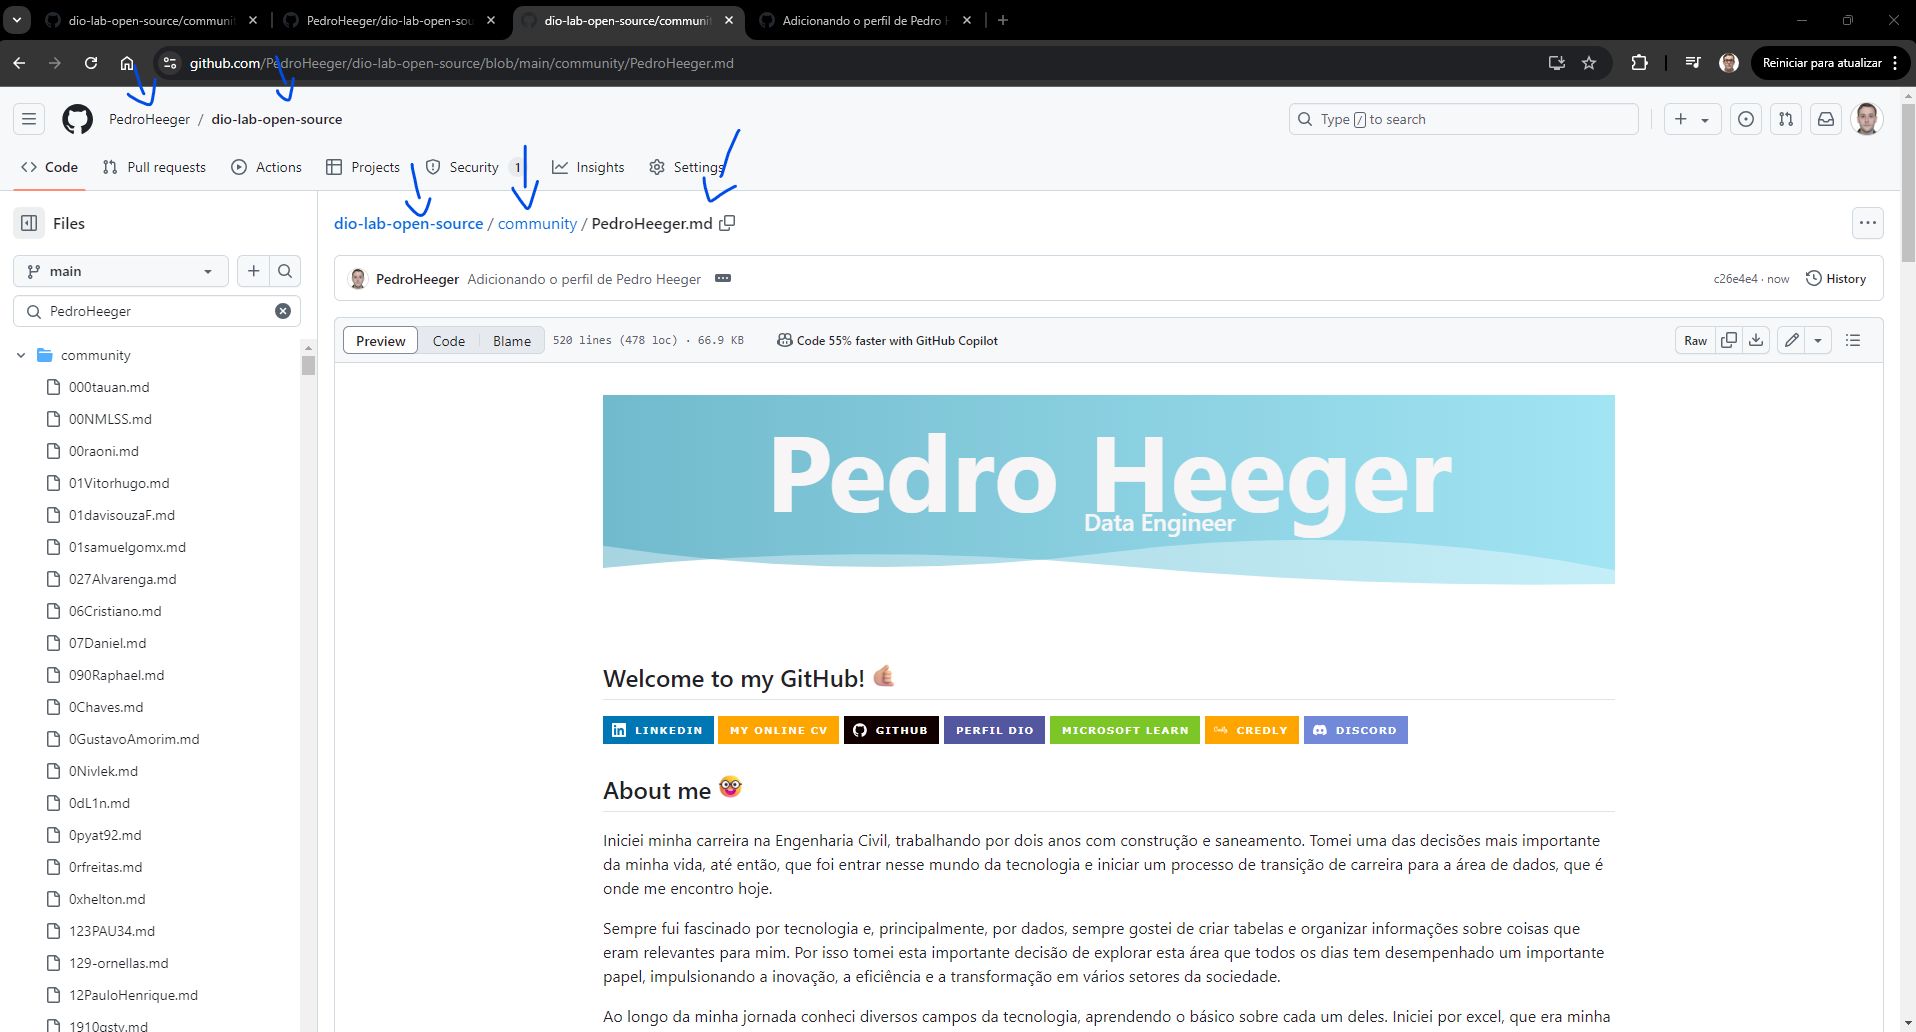 dio-lab-open-source/communi
PedroHeeger/dio-lab-open-sou
dio-lab-open-source/communi
Adicionando o perfil de Pedro H
github.com/PedroHeeger/dio-lab-open-source/blob/main/community/PedroHeeger.md
Reiniciar para atualizar
PedroHeeger / dio-lab-open-source
Type / to search
Code
Pull requests
Actions
Projects
Security 1
Insights
Settings
Files
dio-lab-open-source / community / PedroHeeger.md
main
PedroHeeger Adicionando o perfil de Pedro Heeger
c26e4e4 · now
History
PedroHeeger
Preview
Code
Blame
520 lines (478 loc) · 66.9 KB
Code 55% faster with GitHub Copilot
Raw
community
000tauan.md
00NMLSS.md
00raoni.md
01Vitorhugo.md
01davisouzaF.md
01samuelgomx.md
027Alvarenga.md
06Cristiano.md
07Daniel.md
090Raphael.md
0Chaves.md
0GustavoAmorim.md
0Nivlek.md
0dL1n.md
0pyat92.md
0rfreitas.md
0xhelton.md
123PAU34.md
129-ornellas.md
12PauloHenrique.md
1910gstv.md
Pedro Heeger
Data Engineer
Welcome to my GitHub!
LINKEDIN
MY ONLINE CV
GITHUB
PERFIL DIO
MICROSOFT LEARN
CREDLY
DISCORD
About me
Iniciei minha carreira na Engenharia Civil, trabalhando por dois anos com construção e saneamento. Tomei uma das decisões mais importante
da minha vida, até então, que foi entrar nesse mundo da tecnologia e iniciar um processo de transição de carreira para a área de dados, que é
onde me encontro hoje.
Sempre fui fascinado por tecnologia e, principalmente, por dados, sempre gostei de criar tabelas e organizar informações sobre coisas que
eram relevantes para mim. Por isso tomei esta importante decisão de explorar esta área que todos os dias tem desempenhado um importante
papel, impulsionando a inovação, a eficiência e a transformação em vários setores da sociedade.
Ao longo da minha jornada conheci diversos campos da tecnologia, aprendendo o básico sobre cada um deles. Iniciei por excel, que era minha